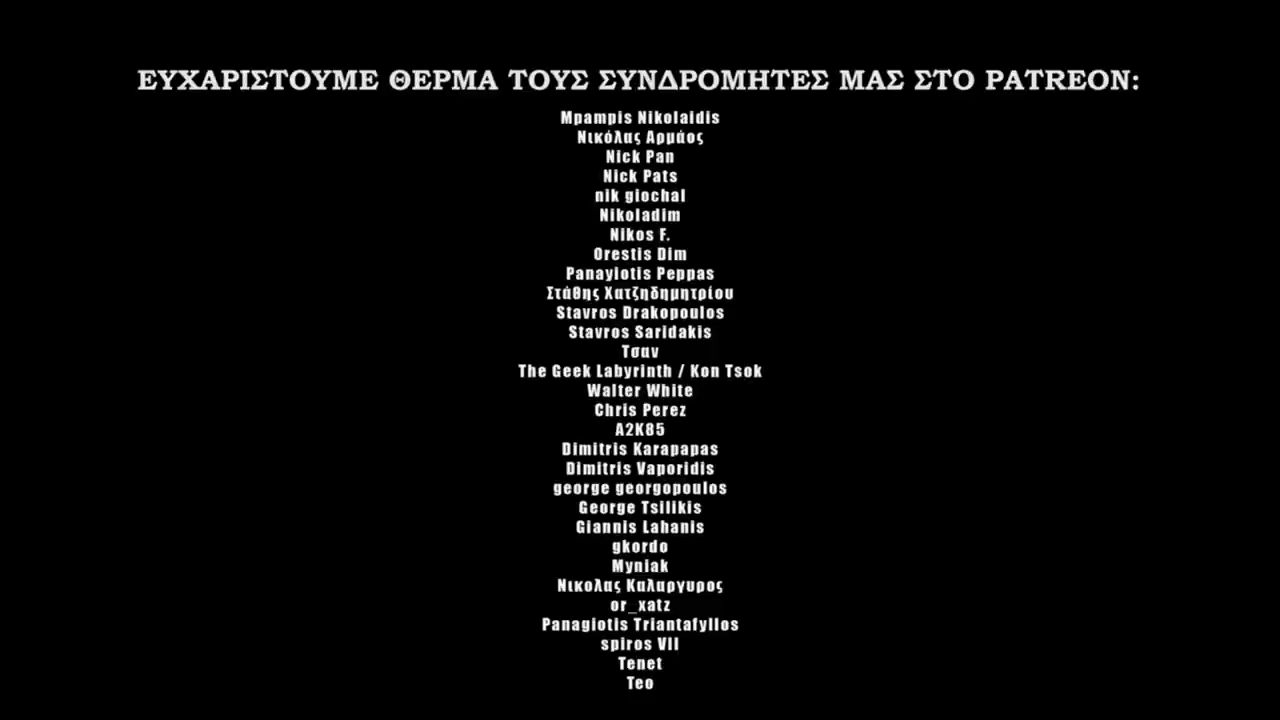 ΕΥΧΑΡΙΣΤΟΥΜΕ ΘΕΡΜΑ ΤΟΥΣ ΣΥΝΔΡΟΜΗΤΕΣ ΜΑΣ ΣΤΟ PATREON:
Mpampis Nikolaidis
Νικόλας Αρμάος
Nick Pan
Nick Pats
nik giochal
Nikoladim
Nikos F.
Orestis Dim
Panayiotis Peppas
Στάθης Χατζηδημητρίου
Stavros Drakopoulos
Stavros Saridakis
Τσαν
The Geek Labyrinth / Kon Tsok
Walter White
Chris Perez
A2K85
Dimitris Karapapas
Dimitris Vaporidis
george georgopoulos
George Tsilikis
Giannis Lahanis
gkordo
Myniak
Νικολας Καλαργυρος
or_xatz
Panagiotis Triantafyllos
spiros VII
Tenet
Teo